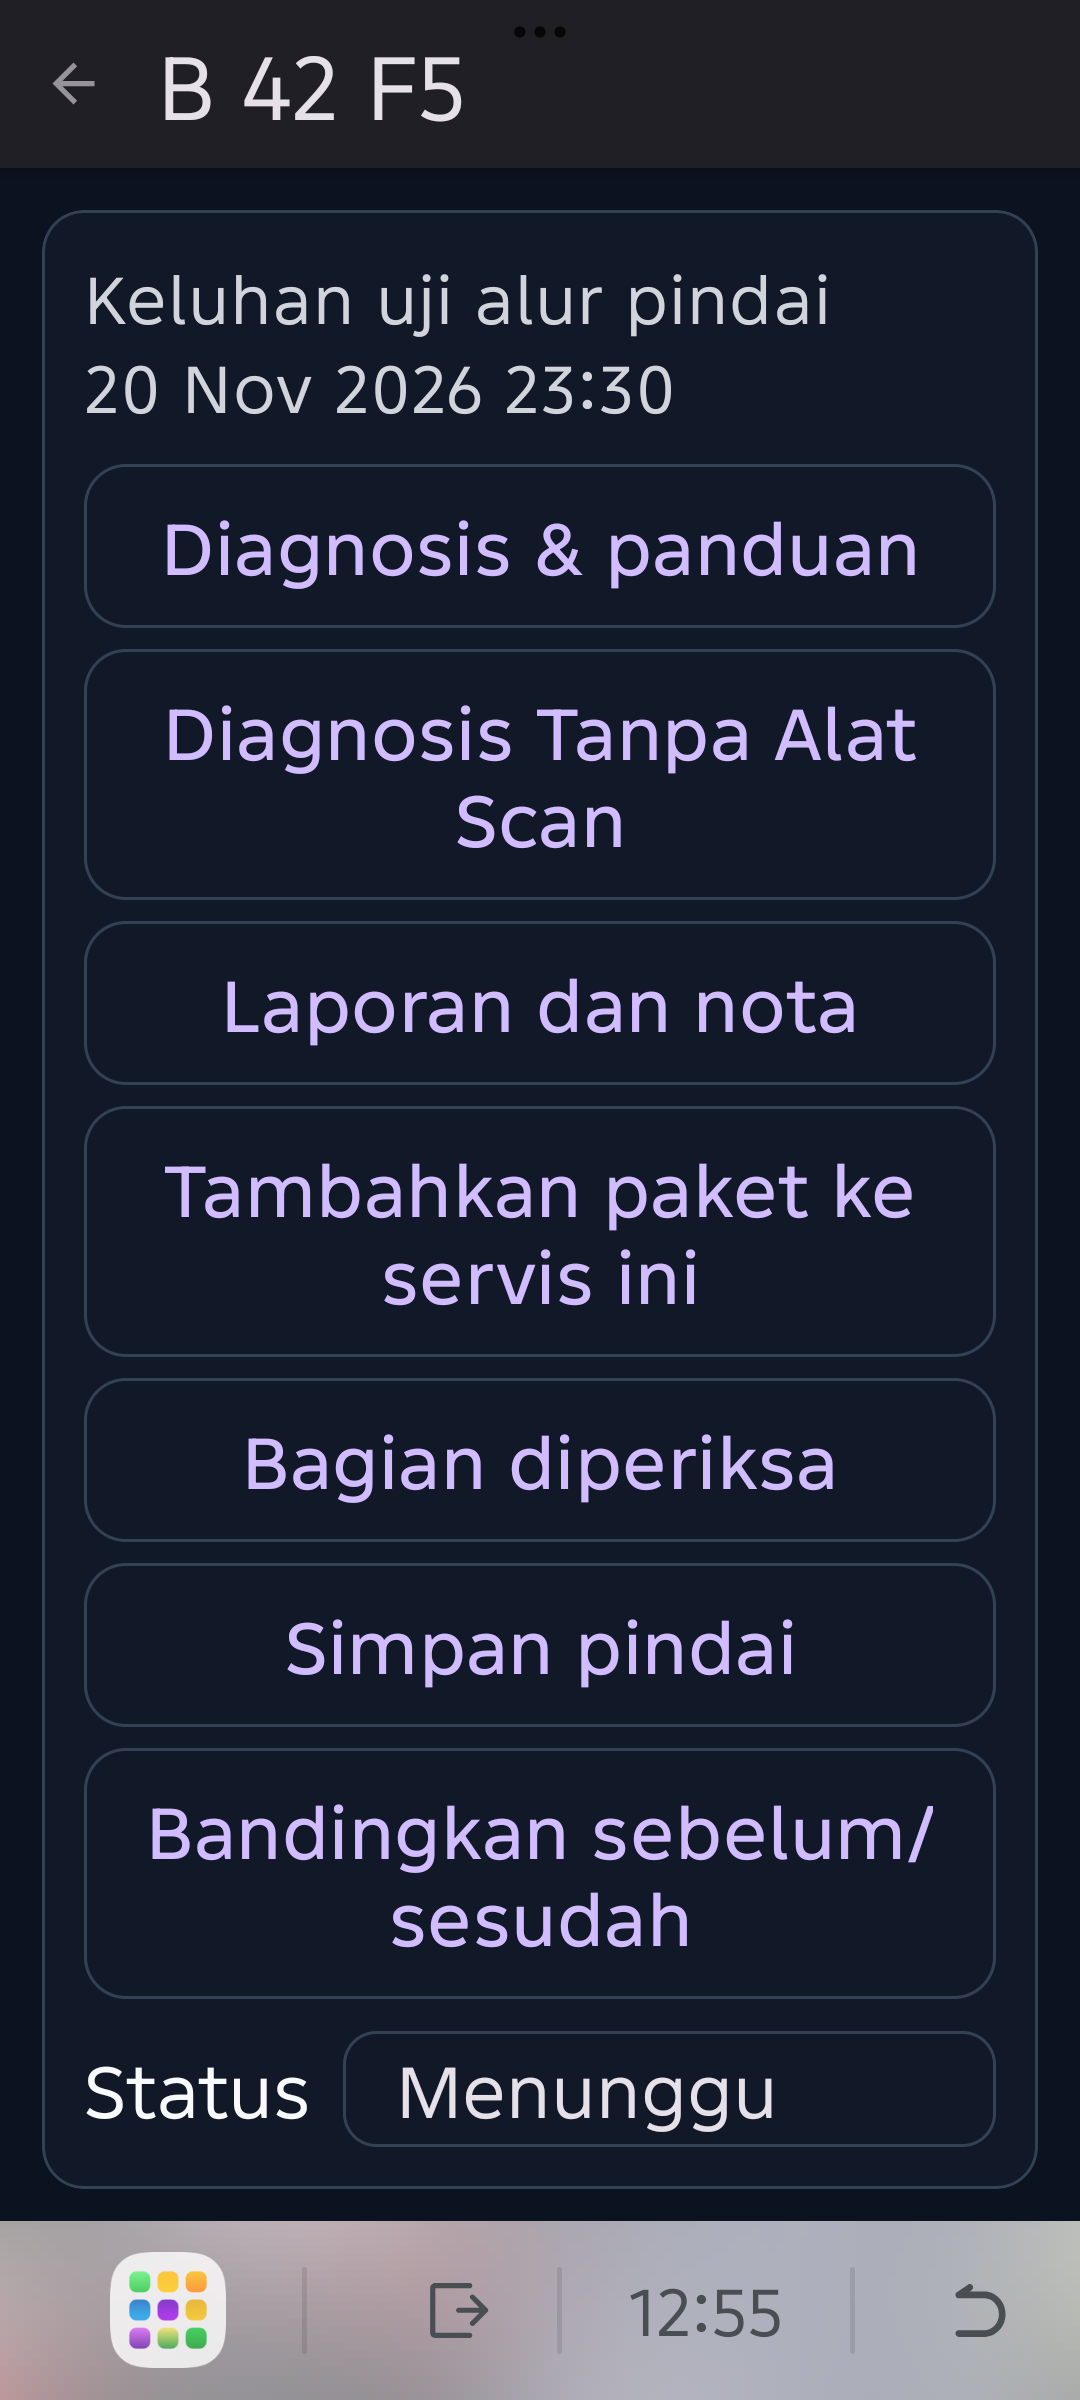 B 42 F5
Keluhan uji alur pindai
20 Nov 2026 23:30
Diagnosis & panduan
Diagnosis Tanpa Alat
Scan
Laporan dan nota
Tambahkan paket ke
servis ini
Bagian diperiksa
Simpan pindai
Bandingkan sebelum/
sesudah
Status
Menunggu
12:55